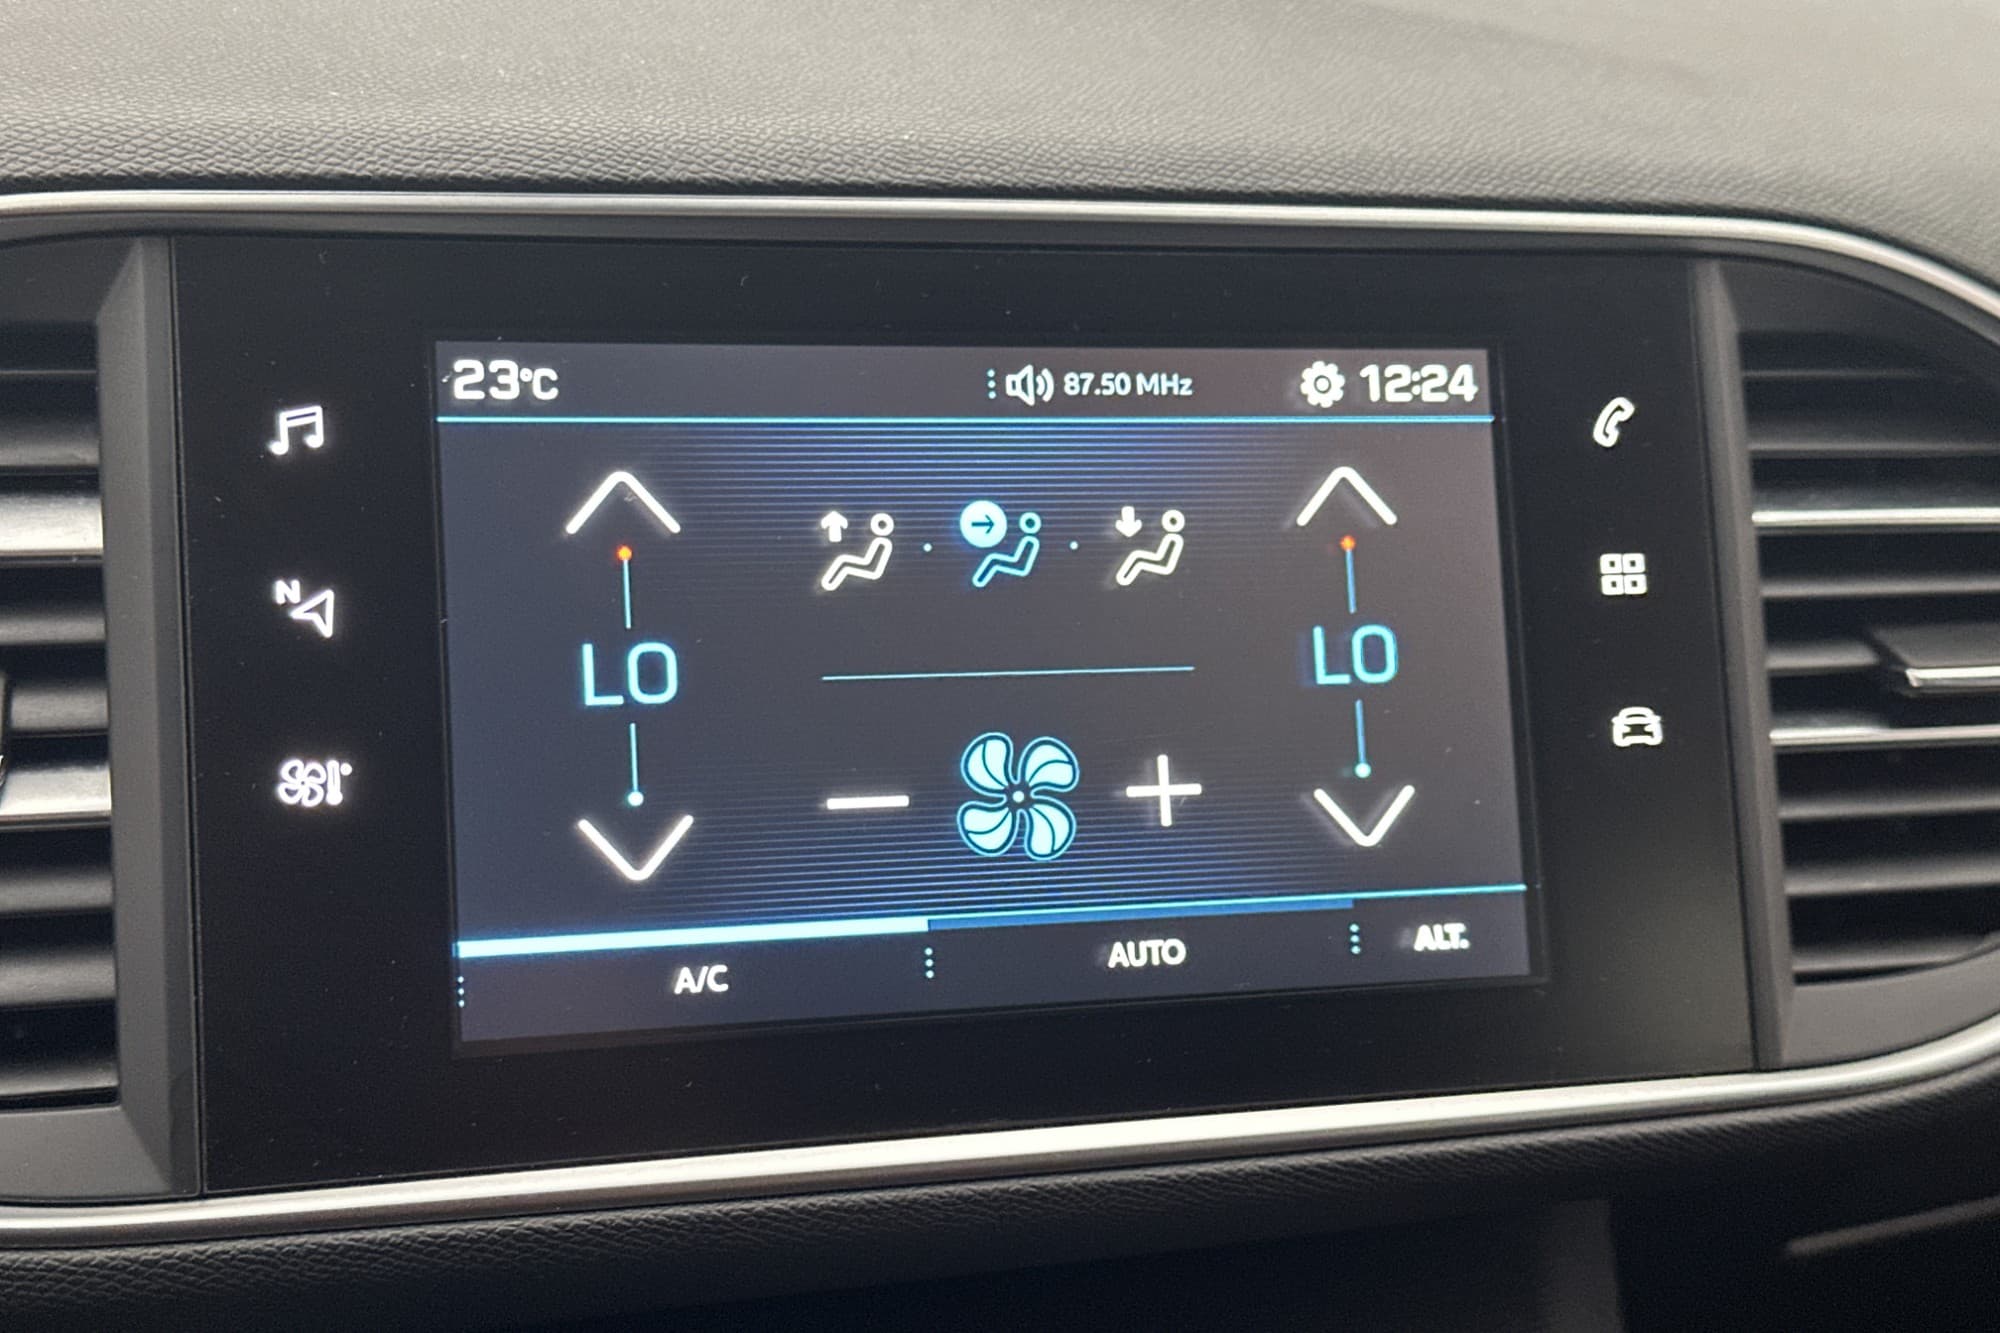 23°C 87.50 MHz 12:24
N
LO LO
A/C AUTO ALT.